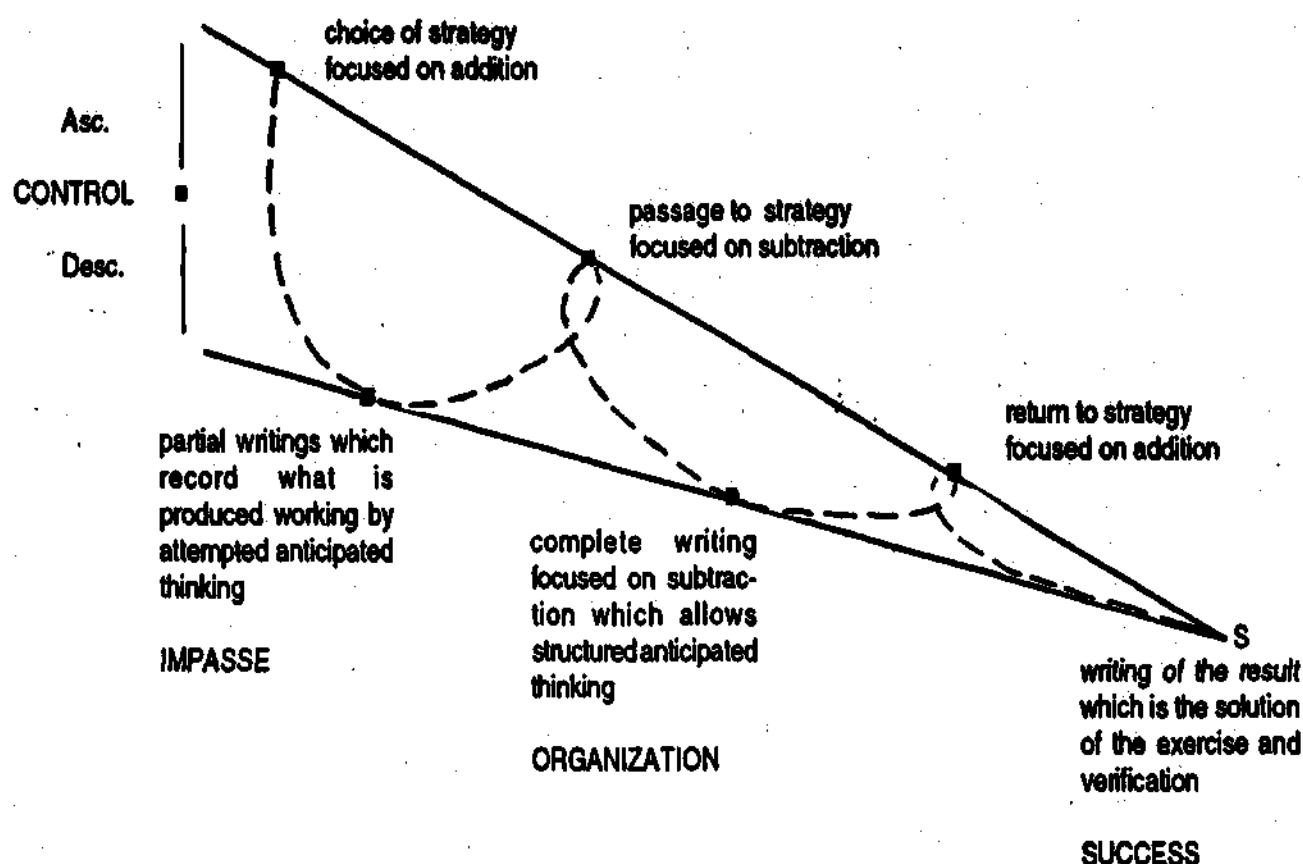 choice of strategy
focused on addition
Asc.
CONTROL
Desc.
passage to strategy
focused on subtraction
return to strategy
focused on addition
partial writings which
record what is
produced working by
attempted anticipated
thinking
IMPASSE
complete writing
focused on subtrac-
tion which allows
structured anticipated
thinking
ORGANIZATION
S
writing of the result
which is the solution
of the exercise and
verification
SUCCESS